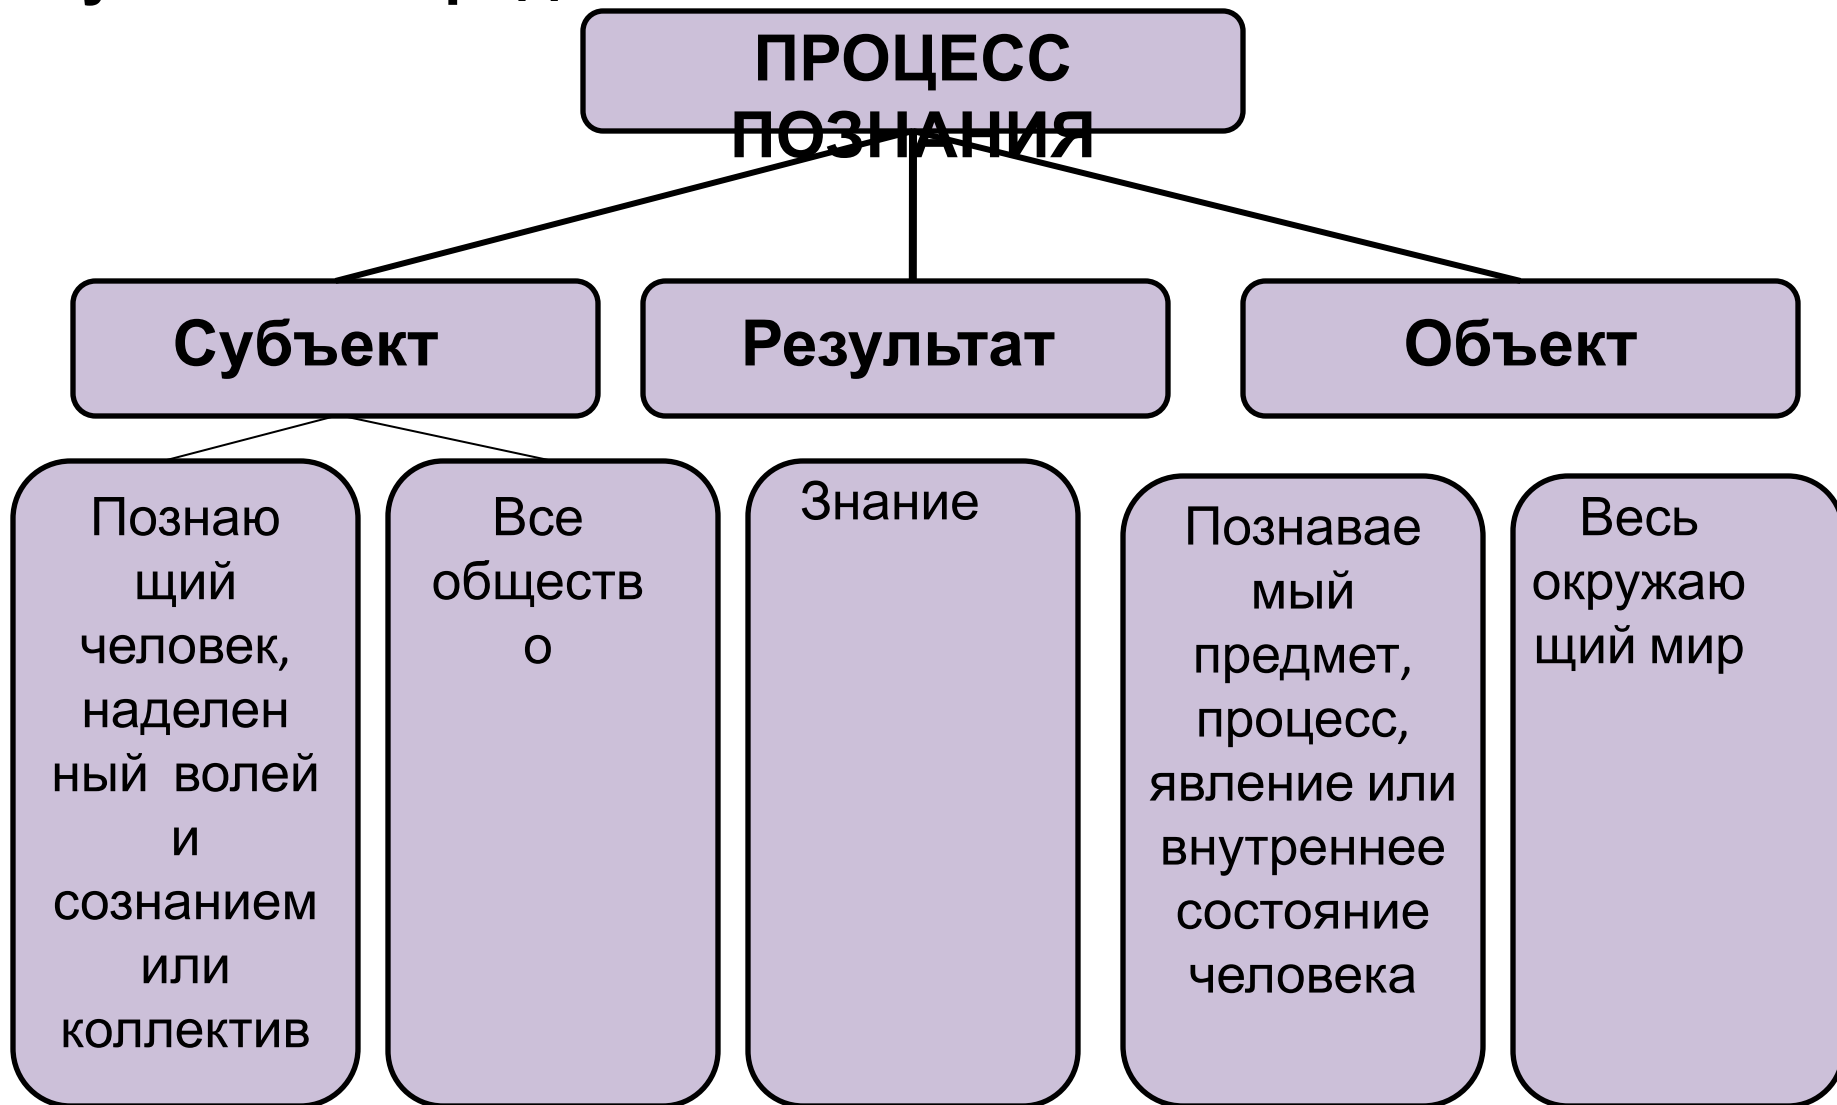 ПРОЦЕСС
ПОЗНАНИЯ
Субъект
Результат
Объект
Познаю
щий
человек,
наделен
ный волей
и
сознанием
или
коллектив
Все
обществ
о
Знание
Познавае
мый
предмет,
процесс,
явление или
внутреннее
состояние
человека
Весь
окружаю
щий мир